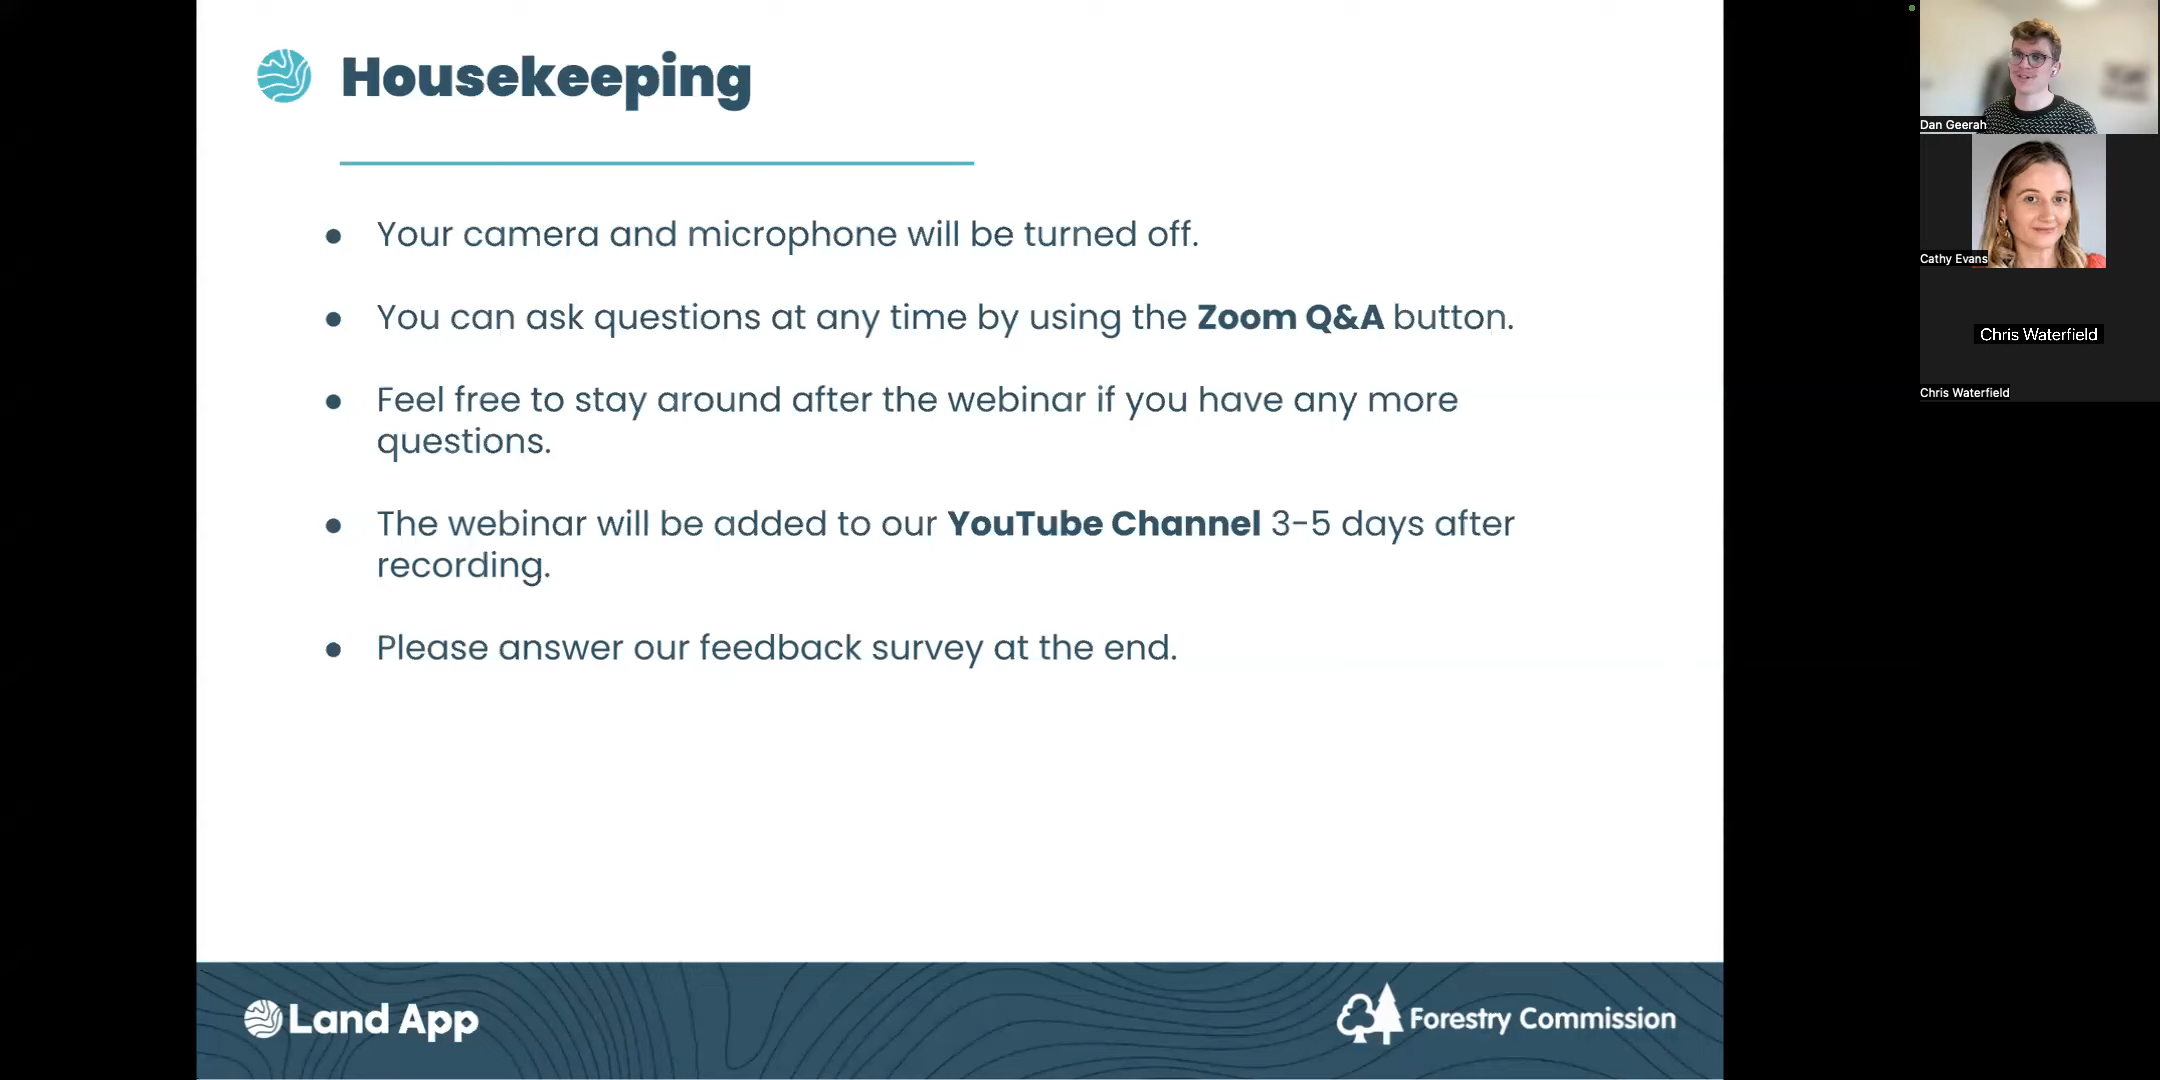 Housekeeping
● Your camera and microphone will be turned off.
● You can ask questions at any time by using the Zoom Q&A button.
● Feel free to stay around after the webinar if you have any more
questions.
● The webinar will be added to our YouTube Channel 3-5 days after
recording.
● Please answer our feedback survey at the end.
Land App
Forestry Commission
Dan Geerah
Cathy Evans
Chris Waterfield
Chris Waterfield